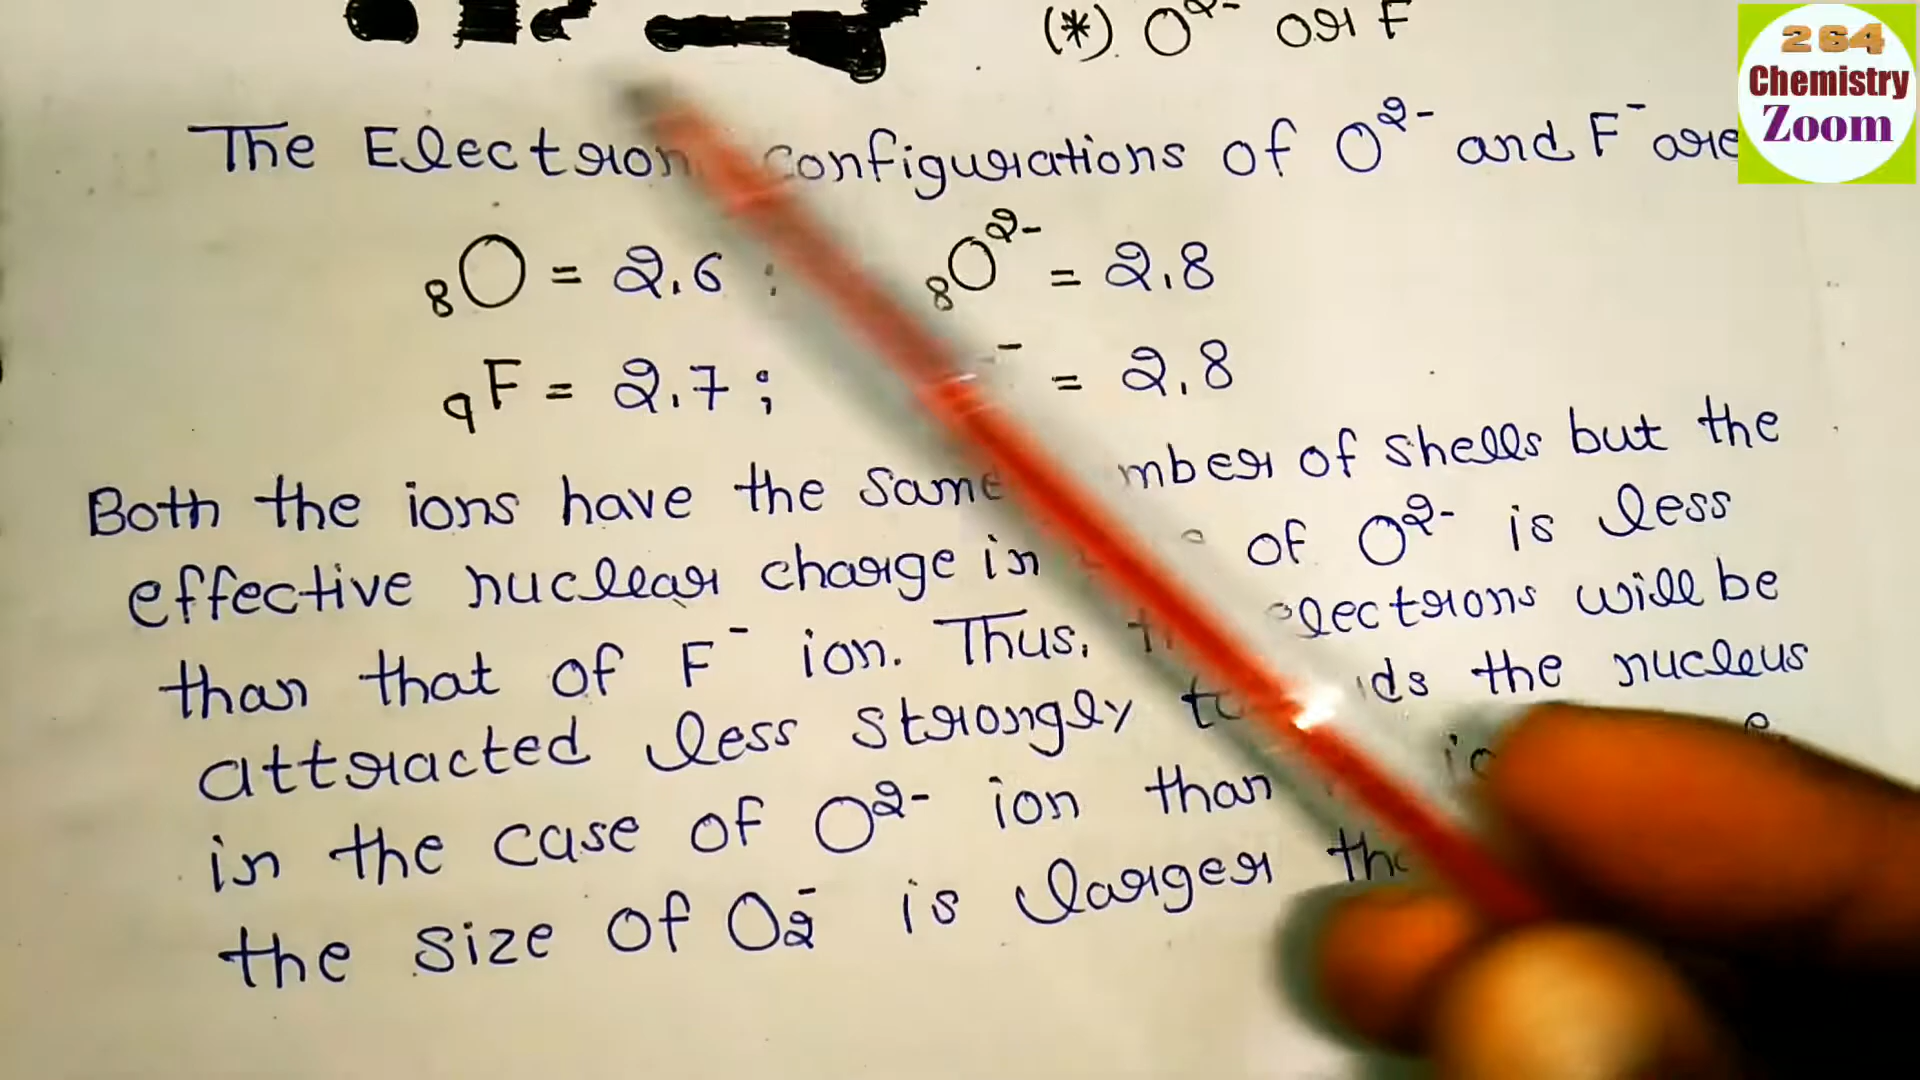 (*) O²⁻ or F
264
Chemistry
Zoom
The Electron configurations of O²⁻ and F⁻ are
₈O = 2.6 ; ₈O²⁻ = 2.8
₉F = 2.7 ; ⁻ = 2.8
Both the ions have the same of shells but the
effective nuclear charge in of O²⁻ is less
than that of F⁻ ion. Thus, electrons will be
attracted less strongly the nucleus
in the case of O²⁻ ion than
the size of O₂⁻ is larger